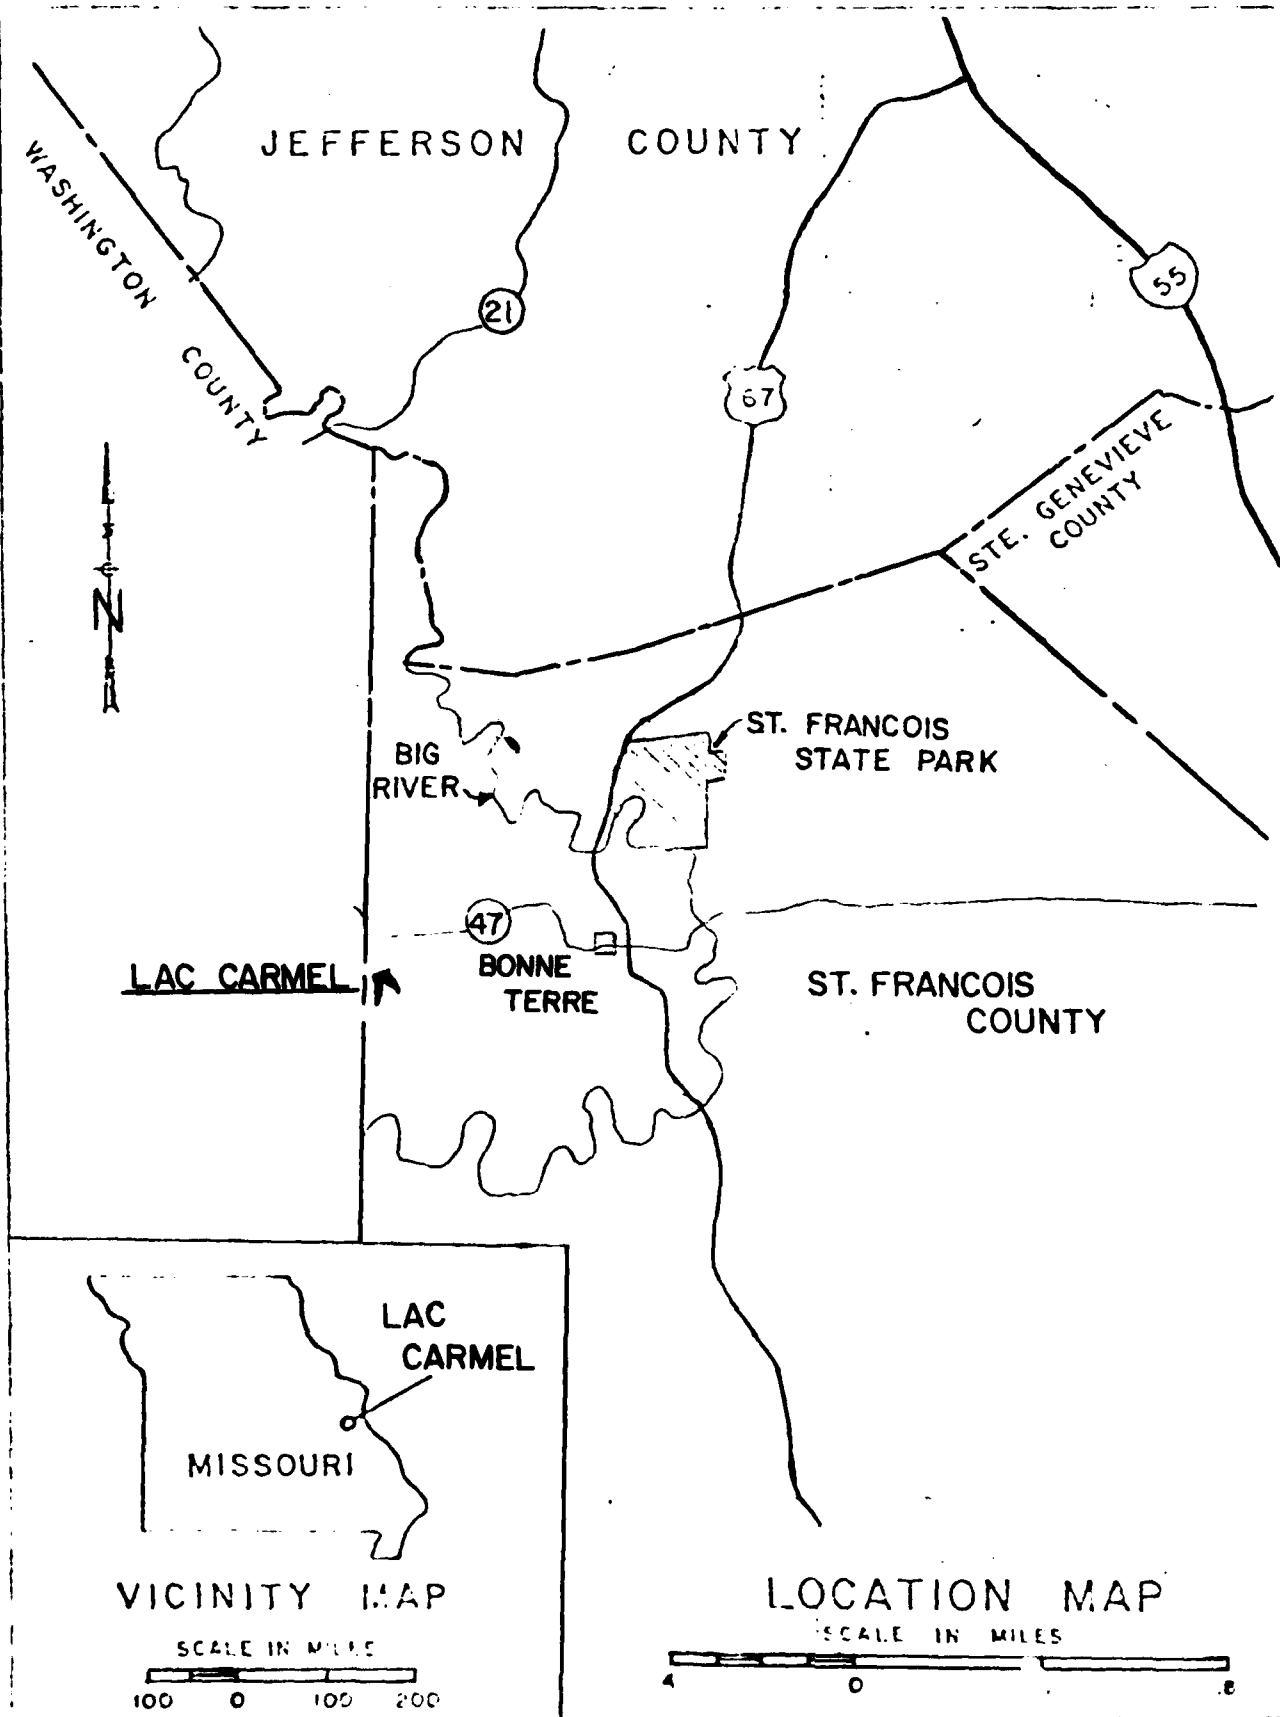 JEFFERSON COUNTY
WASHINGTON
COUNTY
21
55
67
STE. GENEVIEVE
COUNTY
N
ST. FRANCOIS
STATE PARK
BIG
RIVER
47
BONNE
TERRE
LAC CARMEL
ST. FRANCOIS
COUNTY
LAC
CARMEL
MISSOURI
VICINITY MAP
SCALE IN MILES
100 0 100 200
LOCATION MAP
SCALE IN MILES
4 0 8